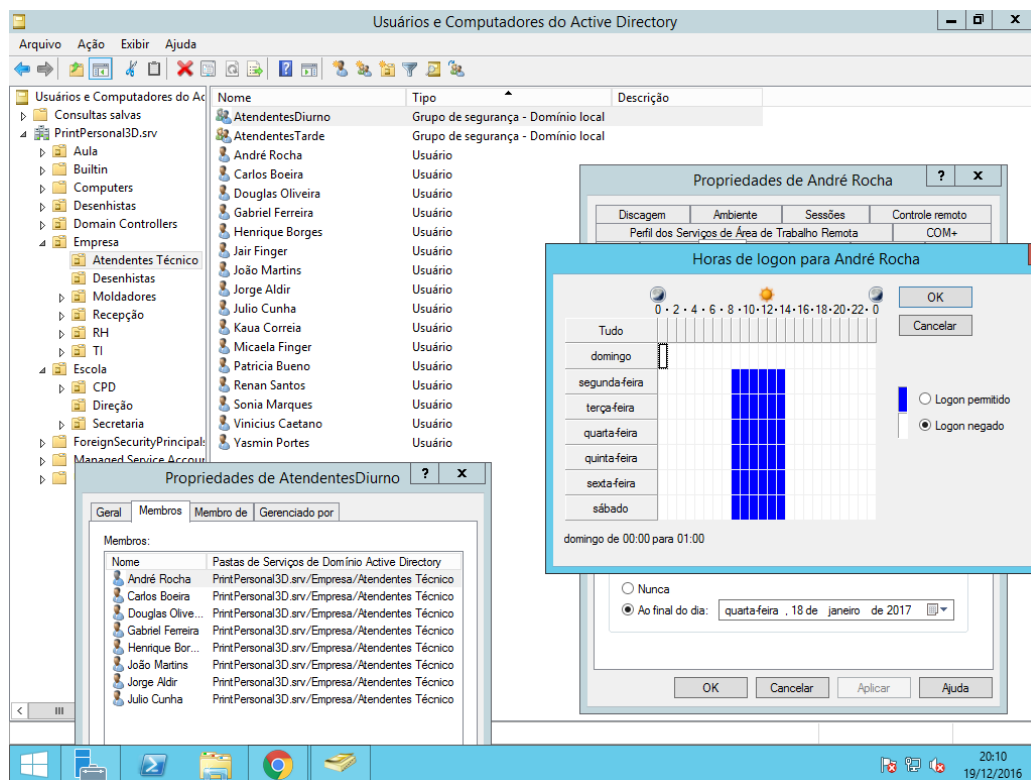 Usuários e Computadores do Active Directory
Arquivo Ação Exibir Ajuda
Usuários e Computadores do Ac
Consultas salvas
PrintPersonal3D.srv
Aula
Builtin
Computers
Desenhistas
Domain Controllers
Empresa
Atendentes Técnico
Desenhistas
Moldadores
Recepção
RH
TI
Escola
CPD
Direção
Secretaria
ForeignSecurityPrincipals
Managed Service Accour
Nome Tipo Descrição
AtendentesDiurno Grupo de segurança - Domínio local
AtendentesTarde Grupo de segurança - Domínio local
André Rocha Usuário
Carlos Boeira Usuário
Douglas Oliveira Usuário
Gabriel Ferreira Usuário
Henrique Borges Usuário
Jair Finger Usuário
João Martins Usuário
Jorge Aldir Usuário
Julio Cunha Usuário
Kaua Correia Usuário
Micaela Finger Usuário
Patricia Bueno Usuário
Renan Santos Usuário
Sonia Marques Usuário
Vinicius Caetano Usuário
Yasmin Portes Usuário
Propriedades de AtendentesDiurno ? x
Geral Membros Membro de Gerenciado por
Membros:
Nome Pastas de Serviços de Domínio Active Directory
André Rocha PrintPersonal3D.srv/Empresa/Atendentes Técnico
Carlos Boeira PrintPersonal3D.srv/Empresa/Atendentes Técnico
Douglas Olive... PrintPersonal3D.srv/Empresa/Atendentes Técnico
Gabriel Ferreira PrintPersonal3D.srv/Empresa/Atendentes Técnico
Henrique Bor... PrintPersonal3D.srv/Empresa/Atendentes Técnico
João Martins PrintPersonal3D.srv/Empresa/Atendentes Técnico
Jorge Aldir PrintPersonal3D.srv/Empresa/Atendentes Técnico
Julio Cunha PrintPersonal3D.srv/Empresa/Atendentes Técnico
Propriedades de André Rocha ? x
Discagem Ambiente Sessões Controle remoto
Perfil dos Serviços de Área de Trabalho Remota COM+
Horas de logon para André Rocha
0 · 2 · 4 · 6 · 8 · 10 · 12 · 14 · 16 · 18 · 20 · 22 · 0
Tudo
domingo
segunda-feira
terça-feira
quarta-feira
quinta-feira
sexta-feira
sábado
OK
Cancelar
Logon permitido
Logon negado
domingo de 00:00 para 01:00
Nunca
Ao final do dia: quarta-feira , 18 de janeiro de 2017
OK Cancelar Aplicar Ajuda
20:10
19/12/2016